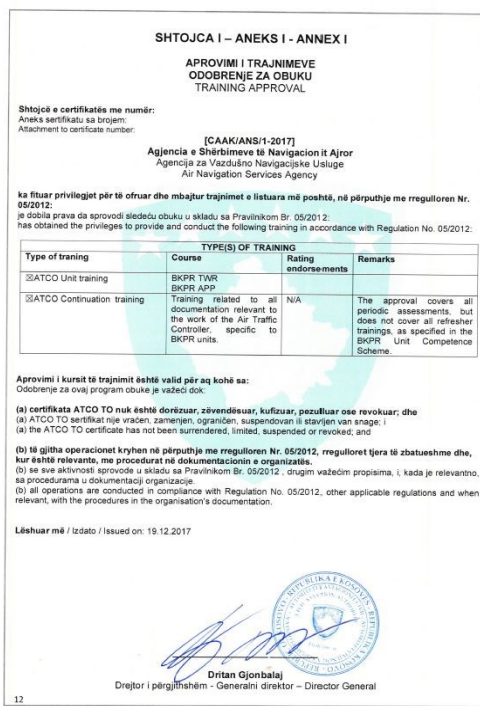 SHTOJCA I – ANEKS I - ANNEX I
APROVIMI I TRAJNIMEVE
ODOBRENJE ZA OBUKU
TRAINING APPROVAL
Shtojcë e certifikatës me numër:
Aneks sertifikatu sa brojem:
Attachment to certificate number:
[CAAK/ANS/1-2017]
Agjencia e Shërbimeve të Navigacionit Ajror
Agencija za Vazdušno Navigacijske Usluge
Air Navigation Services Agency
ka fituar privilegjet për të ofruar dhe mbajtur trajnimet e listuara më poshtë, në përputhje me rregulloren Nr.
05/2012:
je dobila prava da sprovodi sledeću obuku u skladu sa Pravilnikom Br. 05/2012:
has obtained the privileges to provide and conduct the following training in accordance with Regulation No. 05/2012:
TYPE(S) OF TRAINING
Type of traning Course Rating endorsements Remarks
☒ATCO Unit training BKPR TWR
BKPR APP
☒ATCO Continuation training Training related to all documentation relevant to the work of the Air Traffic Controller, specific to BKPR units. N/A The approval covers all periodic assessments, but does not cover all refresher trainings, as specified in the BKPR Unit Competence Scheme.
Aprovimi i kursit të trajnimit është valid për aq kohë sa:
Odobrenje za ovaj program obuke je važeći dok:
(a) certifikata ATCO TO nuk është dorëzuar, zëvendësuar, kufizuar, pezulluar ose revokuar; dhe
(a) ATCO TO sertifikat nije vraćen, zamenjen, ograničen, suspendovan ili stavljen van snage; i
(a) the ATCO TO certificate has not been surrendered, limited, suspended or revoked; and
(b) të gjitha operacionet kryhen në përputhje me rregulloren Nr. 05/2012, rregulloret tjera të zbatueshme dhe,
kur është relevante, me procedurat në dokumentacionin e organizatës.
(b) se sve aktivnosti sprovode u skladu sa Pravilnikom Br. 05/2012 , drugim važećim propisima, i, kada je relevantno,
sa procedurama u dokumentaciji organizacije.
(b) all operations are conducted in compliance with Regulation No. 05/2012, other applicable regulations and when
relevant, with the procedures in the organisation's documentation.
Lëshuar më / Izdato / Issued on: 19.12.2017
Dritan Gjonbalaj
Drejtor i përgjithshëm - Generalni direktor – Director General
12